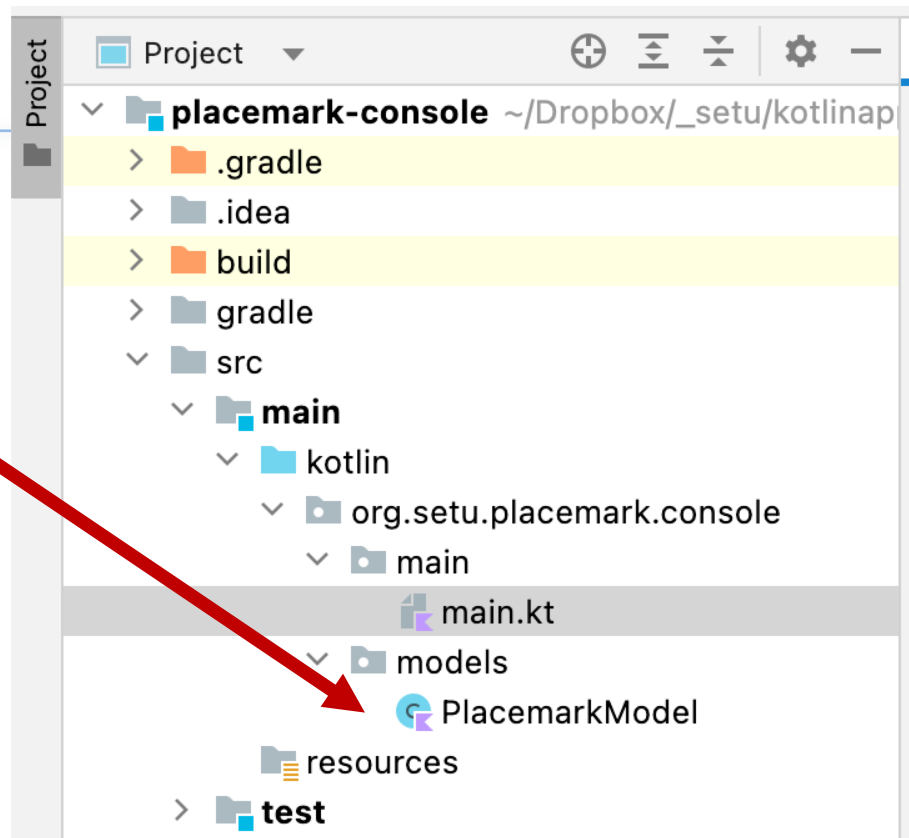 Project
Project
placemark-console ~/Dropbox/_setu/kotlinap
.gradle
.idea
build
gradle
src
main
kotlin
org.setu.placemark.console
main
main.kt
models
PlacemarkModel
resources
test